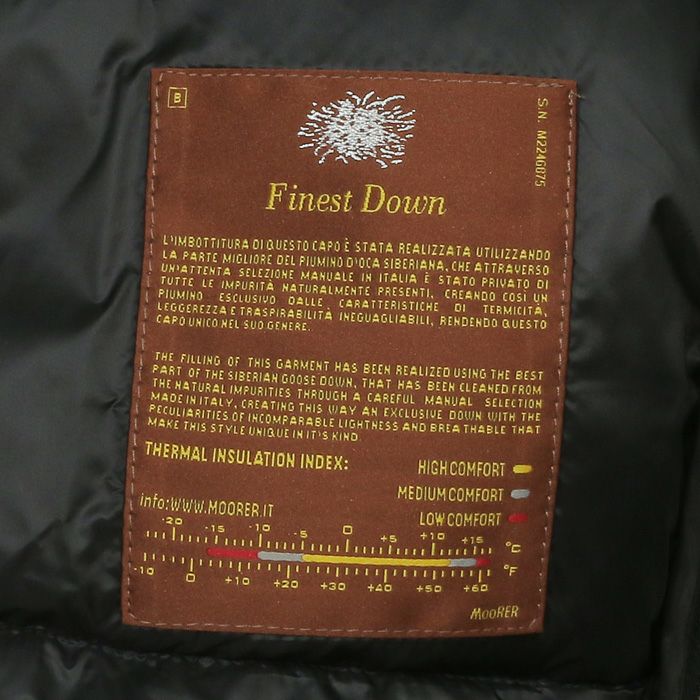 B
S.N. M2246875
Finest Down
L'IMBOTTITURA DI QUESTO CAPO È STATA REALIZZATA UTILIZZANDO
LA PARTE MIGLIORE DEL PIUMINO D'OCA SIBERIANA, CHE ATTRAVERSO
UN'ATTENTA SELEZIONE MANUALE IN ITALIA È STATO PRIVATO DI
TUTTE LE IMPURITÀ NATURALMENTE PRESENTI, CREANDO COSÌ UN
PIUMINO ESCLUSIVO DALLE CARATTERISTICHE DI TERMICITÀ,
LEGGEREZZA E TRASPIRABILITÀ INEGUAGLIABILI, RENDENDO QUESTO
CAPO UNICO NEL SUO GENERE.
THE FILLING OF THIS GARMENT HAS BEEN REALIZED USING THE BEST
PART OF THE SIBERIAN GOOSE DOWN, THAT HAS BEEN CLEANED FROM
THE NATURAL IMPURITIES THROUGH A CAREFUL MANUAL SELECTION
MADE IN ITALY, CREATING THIS WAY AN EXCLUSIVE DOWN WITH THE
PECULIARITIES OF INCOMPARABLE LIGHTNESS AND BREATHABLE THAT
MAKE THIS STYLE UNIQUE IN IT'S KIND.
THERMAL INSULATION INDEX:
HIGH COMFORT
MEDIUM COMFORT
LOW COMFORT
info:WWW.MOORER.IT
-20 -15 -10 -5 0 +5 +10 +15 °C
-10 0 +10 +20 +30 +40 +50 +60 °F
MOORER